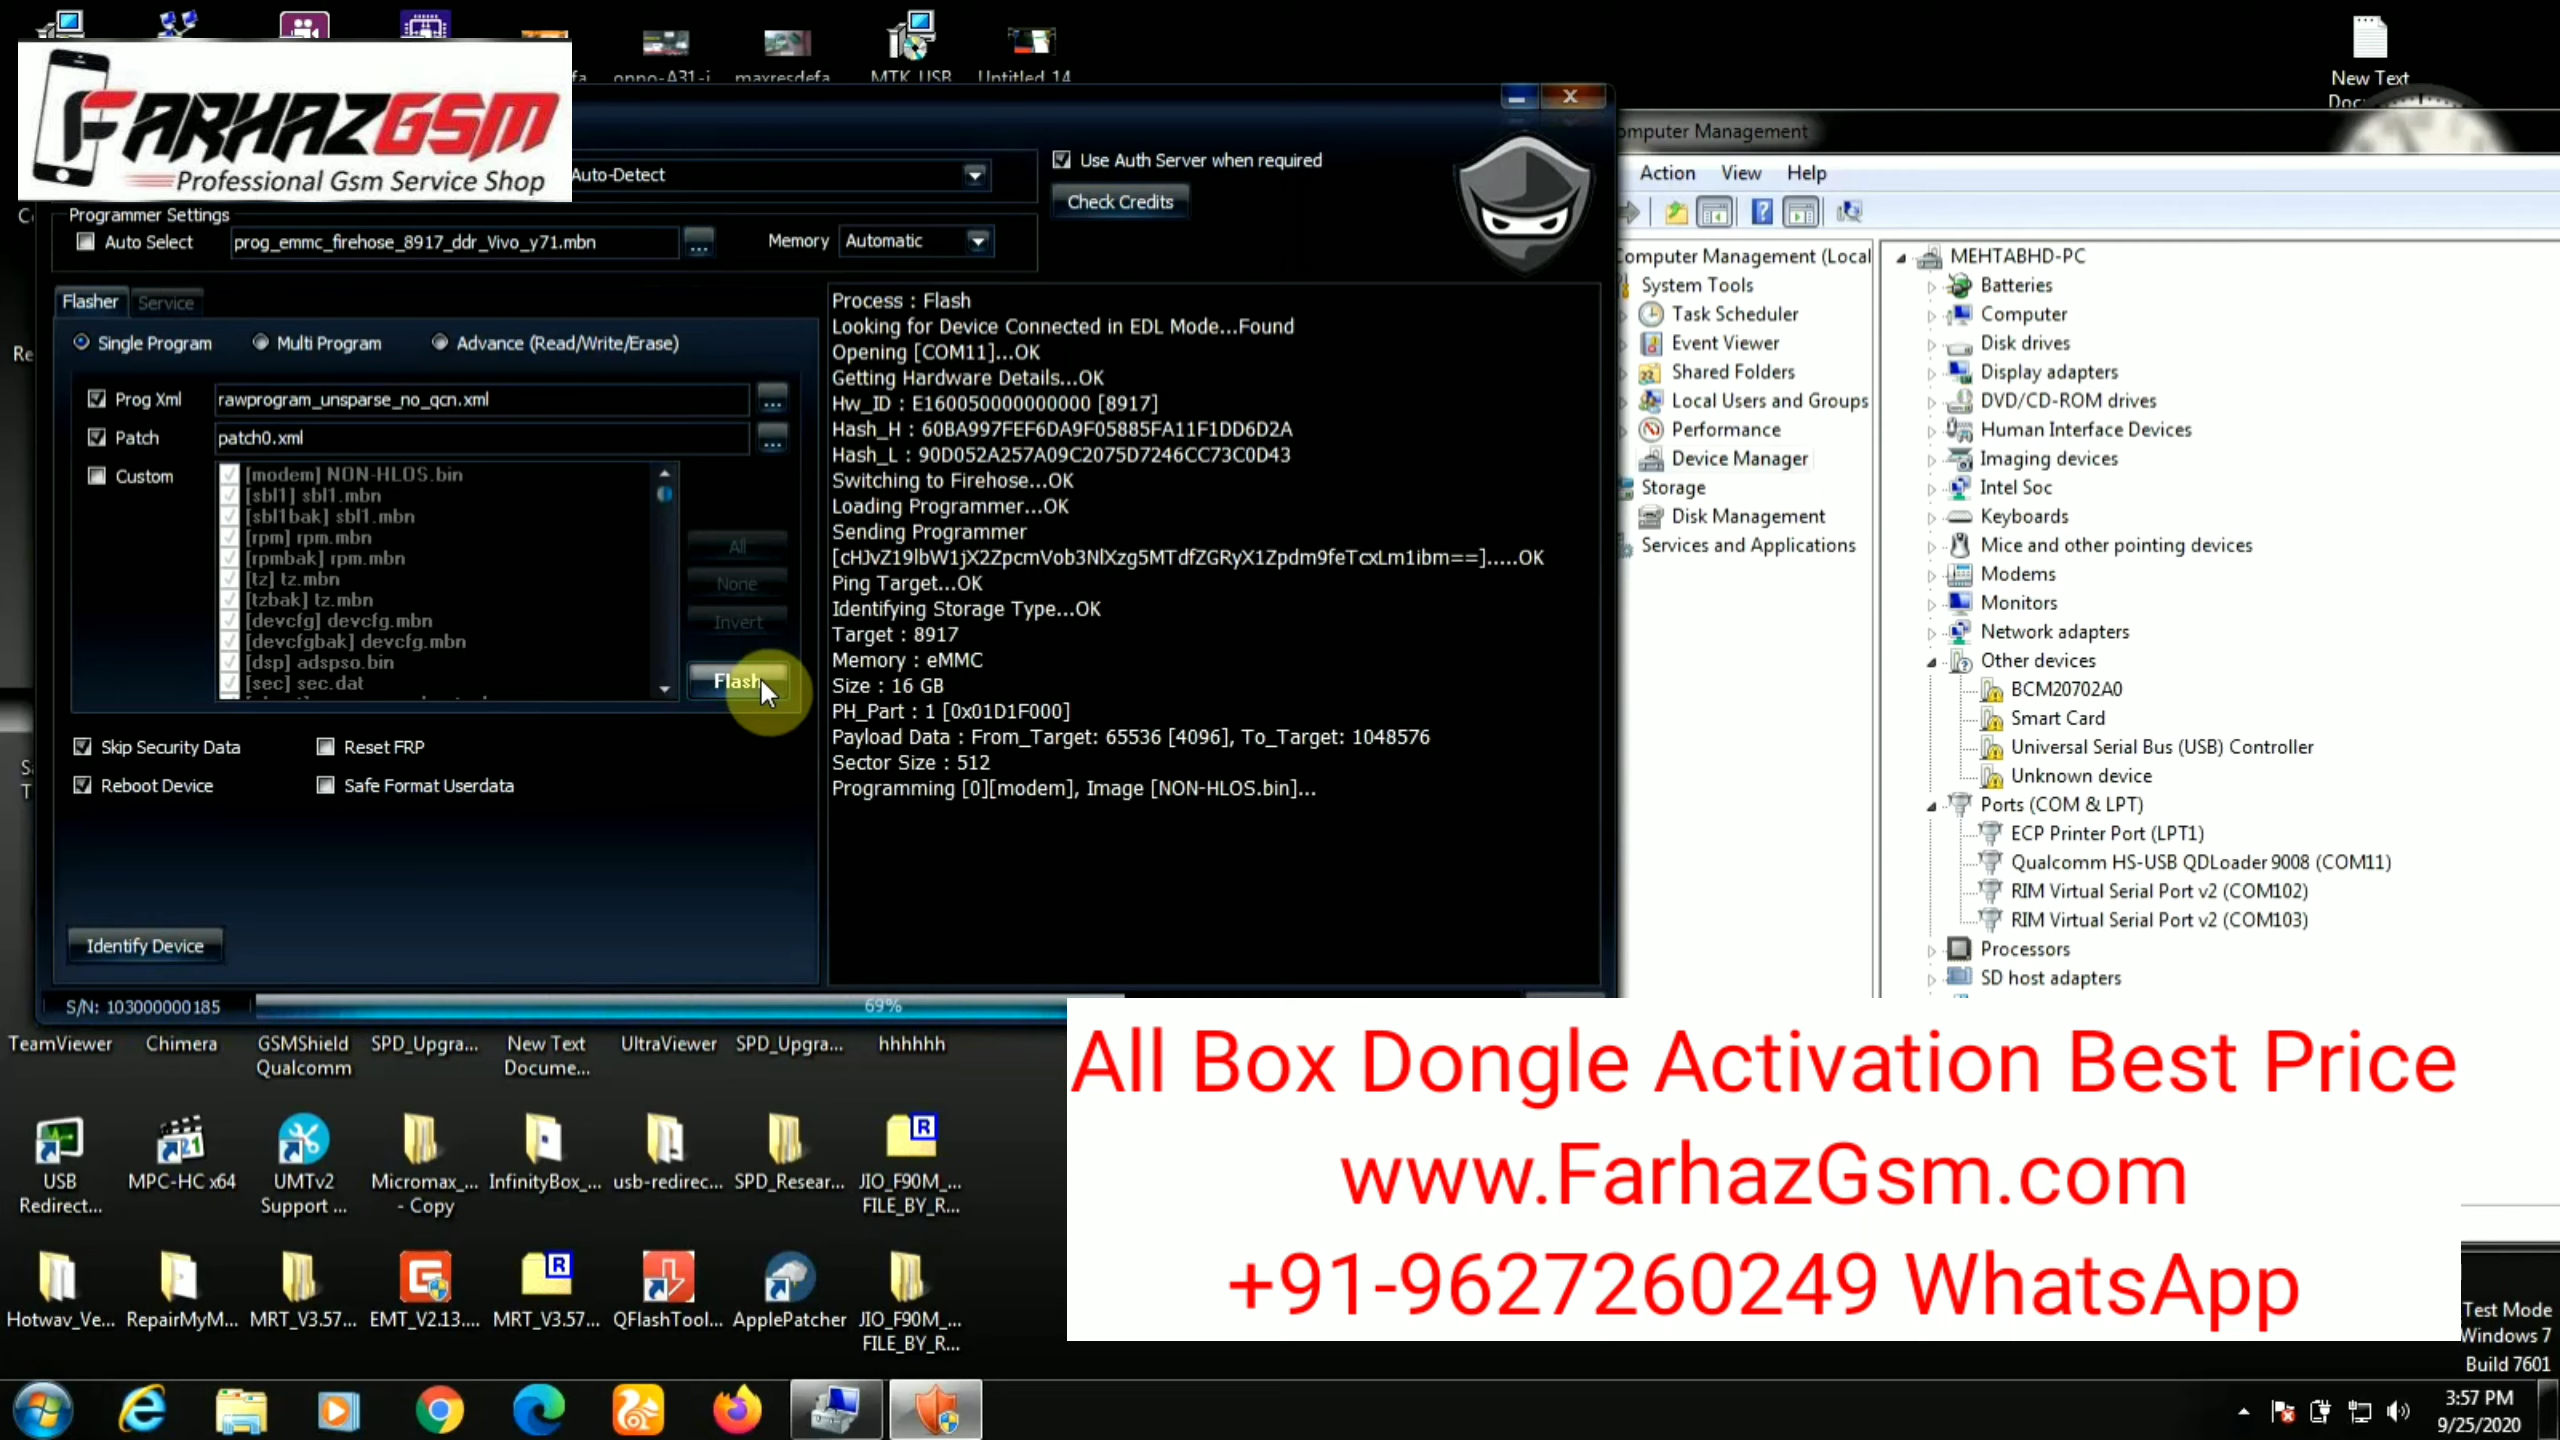 oppo-A31-i
maxresdefa
MTK USB
Untitled 14
New Text
FARHAZGSM
Professional Gsm Service Shop
Auto-Detect
Use Auth Server when required
Check Credits
Programmer Settings
Auto Select
prog_emmc_firehose_8917_ddr_Vivo_y71.mbn
...
Memory
Automatic
Flasher
Service
Single Program
Multi Program
Advance (Read/Write/Erase)
Prog Xml
rawprogram_unsparse_no_qcn.xml
...
Patch
patch0.xml
...
Custom
[modem] NON-HLOS.bin
[sbl1] sbl1.mbn
[sbl1bak] sbl1.mbn
[rpm] rpm.mbn
[rpmbak] rpm.mbn
[tz] tz.mbn
[tzbak] tz.mbn
[devcfg] devcfg.mbn
[devcfgbak] devcfg.mbn
[dsp] adspso.bin
[sec] sec.dat
All
None
Invert
Flash
Skip Security Data
Reset FRP
Reboot Device
Safe Format Userdata
Identify Device
S/N: 103000000185
69%
Process : Flash
Looking for Device Connected in EDL Mode...Found
Opening [COM11]...OK
Getting Hardware Details...OK
Hw_ID : E160050000000000 [8917]
Hash_H : 60BA997FEF6DA9F05885FA11F1DD6D2A
Hash_L : 90D052A257A09C2075D7246CC73C0D43
Switching to Firehose...OK
Loading Programmer...OK
Sending Programmer
[cHJvZ19lbW1jX2ZpcmVob3NlXzg5MTdfZGRyX1Zpdm9feTcxLm1ibm==].....OK
Ping Target...OK
Identifying Storage Type...OK
Target : 8917
Memory : eMMC
Size : 16 GB
PH_Part : 1 [0x01D1F000]
Payload Data : From_Target: 65536 [4096], To_Target: 1048576
Sector Size : 512
Programming [0][modem], Image [NON-HLOS.bin]...
omputer Management
Action View Help
omputer Management (Local
System Tools
Task Scheduler
Event Viewer
Shared Folders
Local Users and Groups
Performance
Device Manager
Storage
Disk Management
Services and Applications
MEHTABHD-PC
Batteries
Computer
Disk drives
Display adapters
DVD/CD-ROM drives
Human Interface Devices
Imaging devices
Intel Soc
Keyboards
Mice and other pointing devices
Modems
Monitors
Network adapters
Other devices
BCM20702A0
Smart Card
Universal Serial Bus (USB) Controller
Unknown device
Ports (COM & LPT)
ECP Printer Port (LPT1)
Qualcomm HS-USB QDLoader 9008 (COM11)
RIM Virtual Serial Port v2 (COM102)
RIM Virtual Serial Port v2 (COM103)
Processors
SD host adapters
All Box Dongle Activation Best Price
www.FarhazGsm.com
+91-9627260249 WhatsApp
TeamViewer
Chimera
GSMShield
Qualcomm
SPD_Upgra...
New Text
Docume...
UltraViewer
SPD_Upgra...
hhhhhh
USB
Redirect...
MPC-HC x64
UMTv2
Support ...
Micromax_...
- Copy
InfinityBox_...
usb-redirec...
SPD_Resear...
JIO_F90M_...
FILE_BY_R...
Hotwav_Ve...
RepairMyM...
MRT_V3.57...
EMT_V2.13....
MRT_V3.57...
QFlashTool...
ApplePatcher
JIO_F90M_...
FILE_BY_R...
Test Mode
Windows 7
Build 7601
3:57 PM
9/25/2020